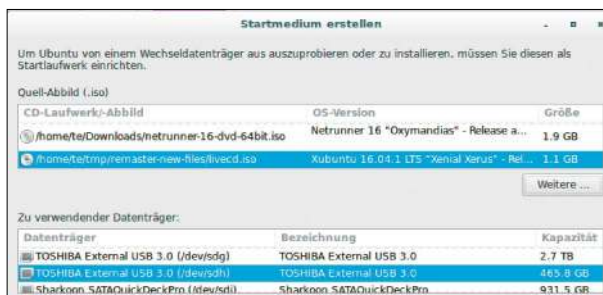 Startmedium erstellen
Um Ubuntu von einem Wechseldatenträger aus auszuprobieren oder zu installieren, müssen Sie diesen als
Startlaufwerk einrichten.
Quell-Abbild (.iso)
CD-Laufwerk/-Abbild OS-Version Größe
/home/te/Downloads/netrunner-16-dvd-64bit.iso Netrunner 16 "Oxymandias" - Release a... 1.9 GB
/home/te/tmp/remaster-new-files/livecd.iso Xubuntu 16.04.1 LTS "Xenial Xerus" - Rel... 1.1 GB
Weitere ...
Zu verwendender Datenträger:
Datenträger Bezeichnung Kapazität
TOSHIBA External USB 3.0 (/dev/sdg) TOSHIBA External USB 3.0 2.7 TB
TOSHIBA External USB 3.0 (/dev/sdh) TOSHIBA External USB 3.0 465.8 GB
Sharkoon SATAQuickDeckPro (/dev/sdi) Sharkoon SATAQuickDeckPro 931.5 GB